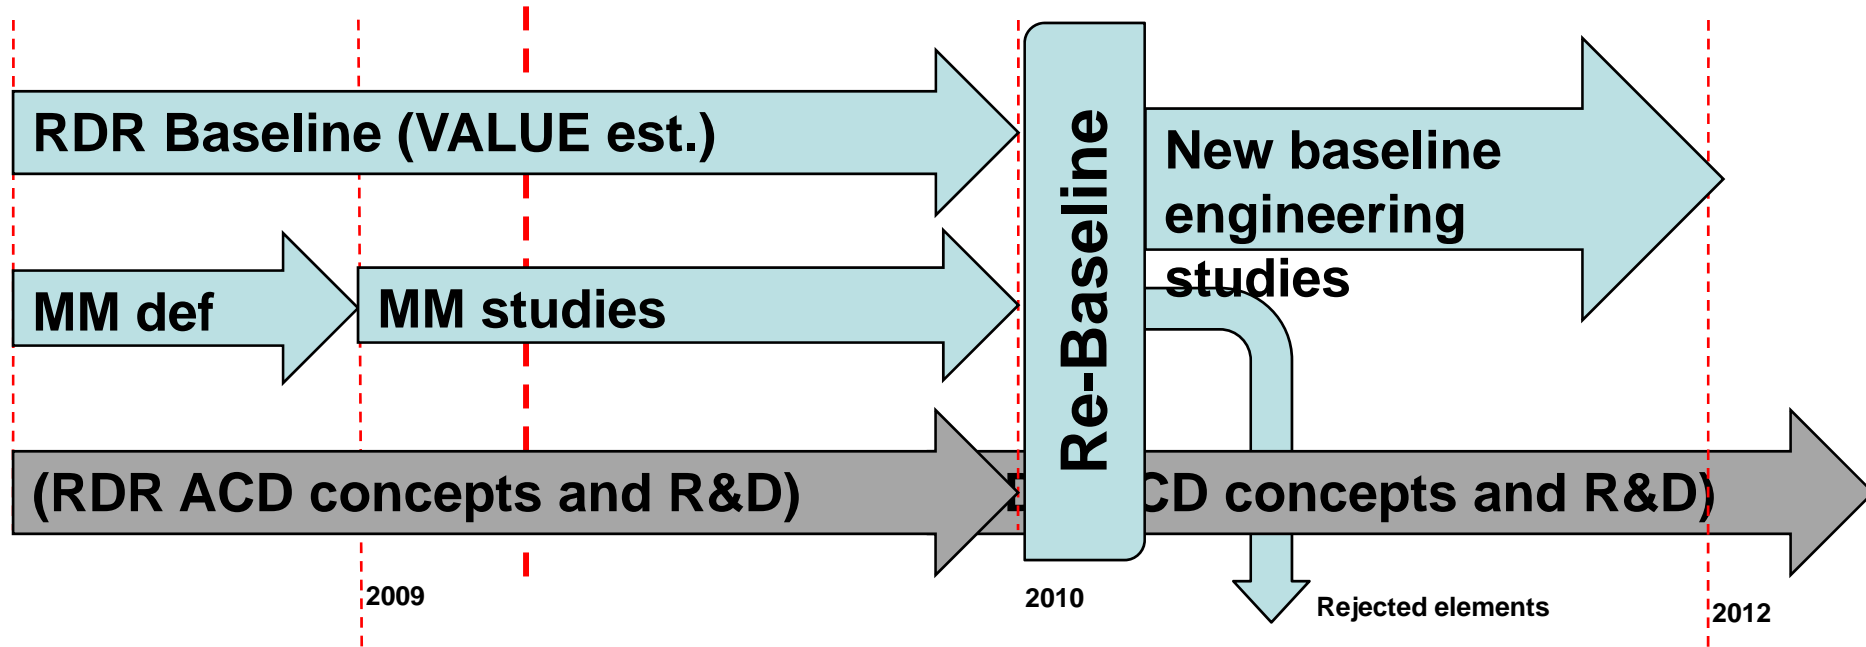 RDR Baseline (VALUE est.)
MM def
MM studies
(RDR ACD concepts and R&D)
Re-Baseline
New baseline
engineering
studies
CD concepts and R&D)
2009
2010
Rejected elements
2012